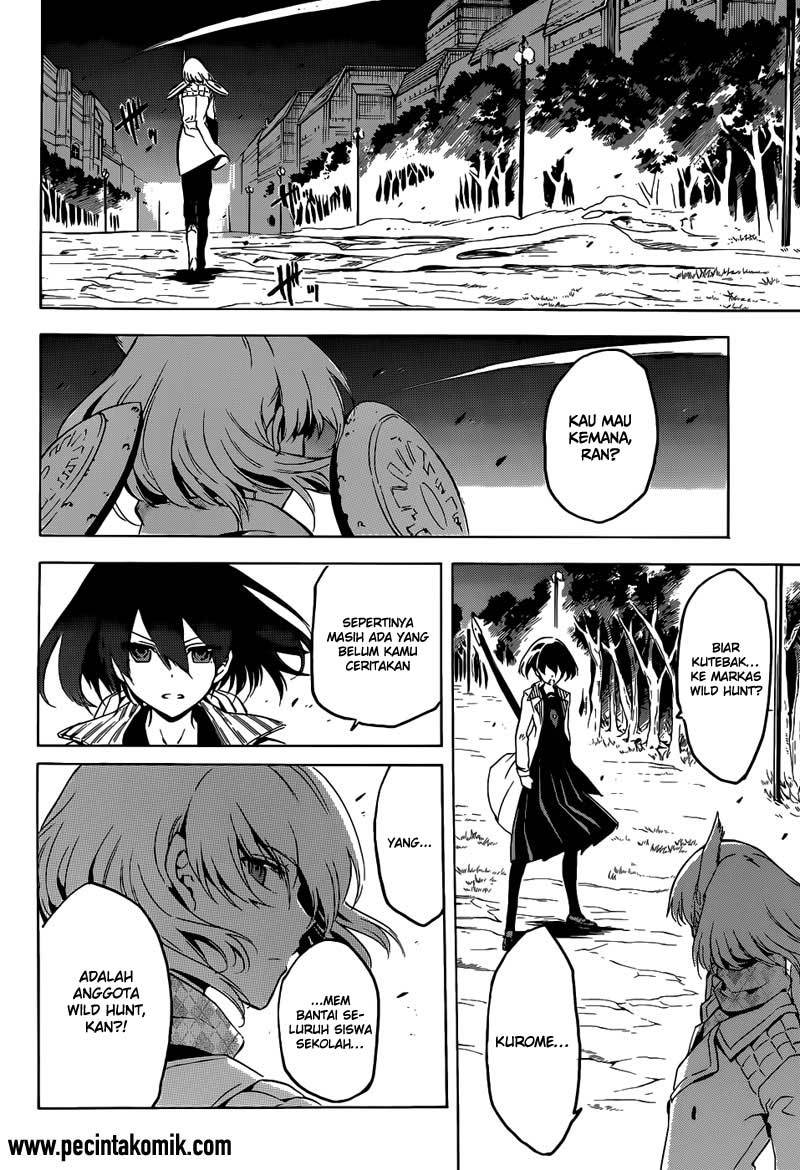 KAU MAU
KEMANA,
RAN?
BIAR
KUTEBAK...
KE MARKAS
WILD HUNT?
KUROME...
SEPERTINYA
MASIH ADA YANG
BELUM KAMU
CERITAKAN
YANG...
...MEM
BANTAI SE-
LURUH SISWA
SEKOLAH...
ADALAH
ANGGOTA
WILD HUNT,
KAN?!
www.pecintakomik.com